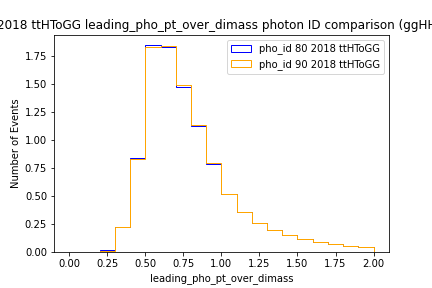 2018 ttHToGG leading_pho_pt_over_dimass photon ID comparison (ggHH
pho_id 80 2018 ttHToGG
pho_id 90 2018 ttHToGG
1.75
1.50
1.25
1.00
0.75
0.50
0.25
0.00
Number of Events
0.00 0.25 0.50 0.75 1.00 1.25 1.50 1.75 2.00
leading_pho_pt_over_dimass